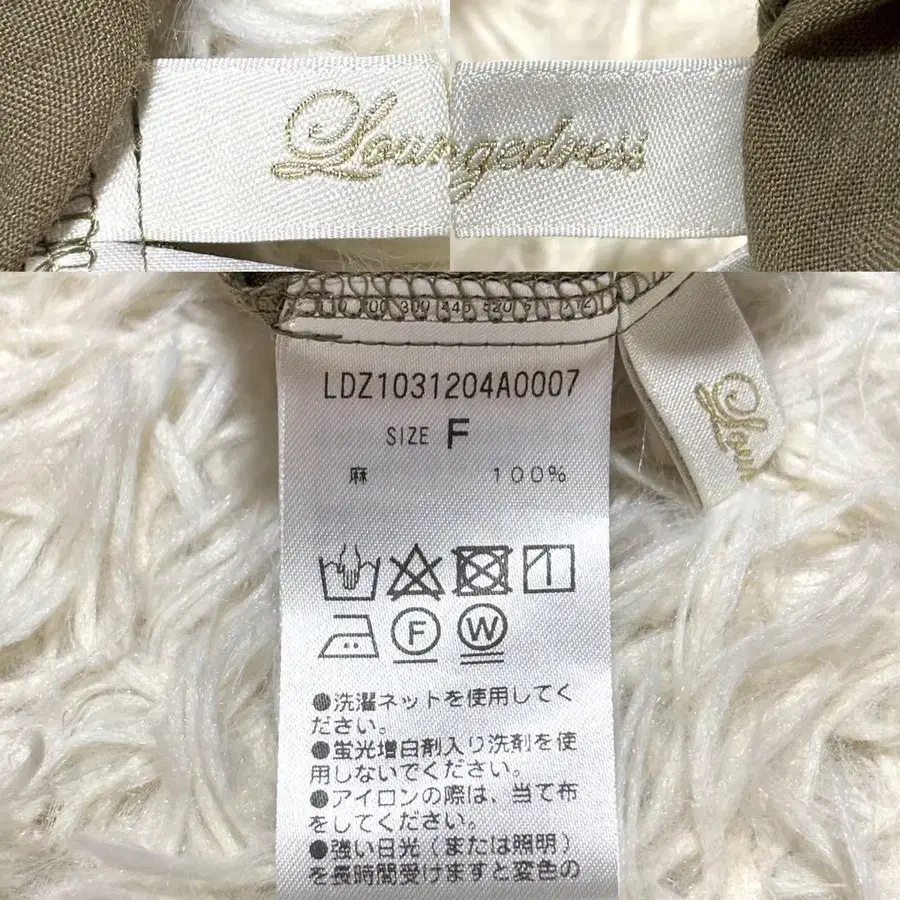 Loungedress
LDZ1031204A0007
SIZE F
麻 100%
F W
●洗濯ネットを使用してく
ださい。
●蛍光増白剤入り洗剤を使
用しないでください。
●アイロンの際は、当て布
をしてください。
●強い日光（または照明）
を長時間受けますと変色の